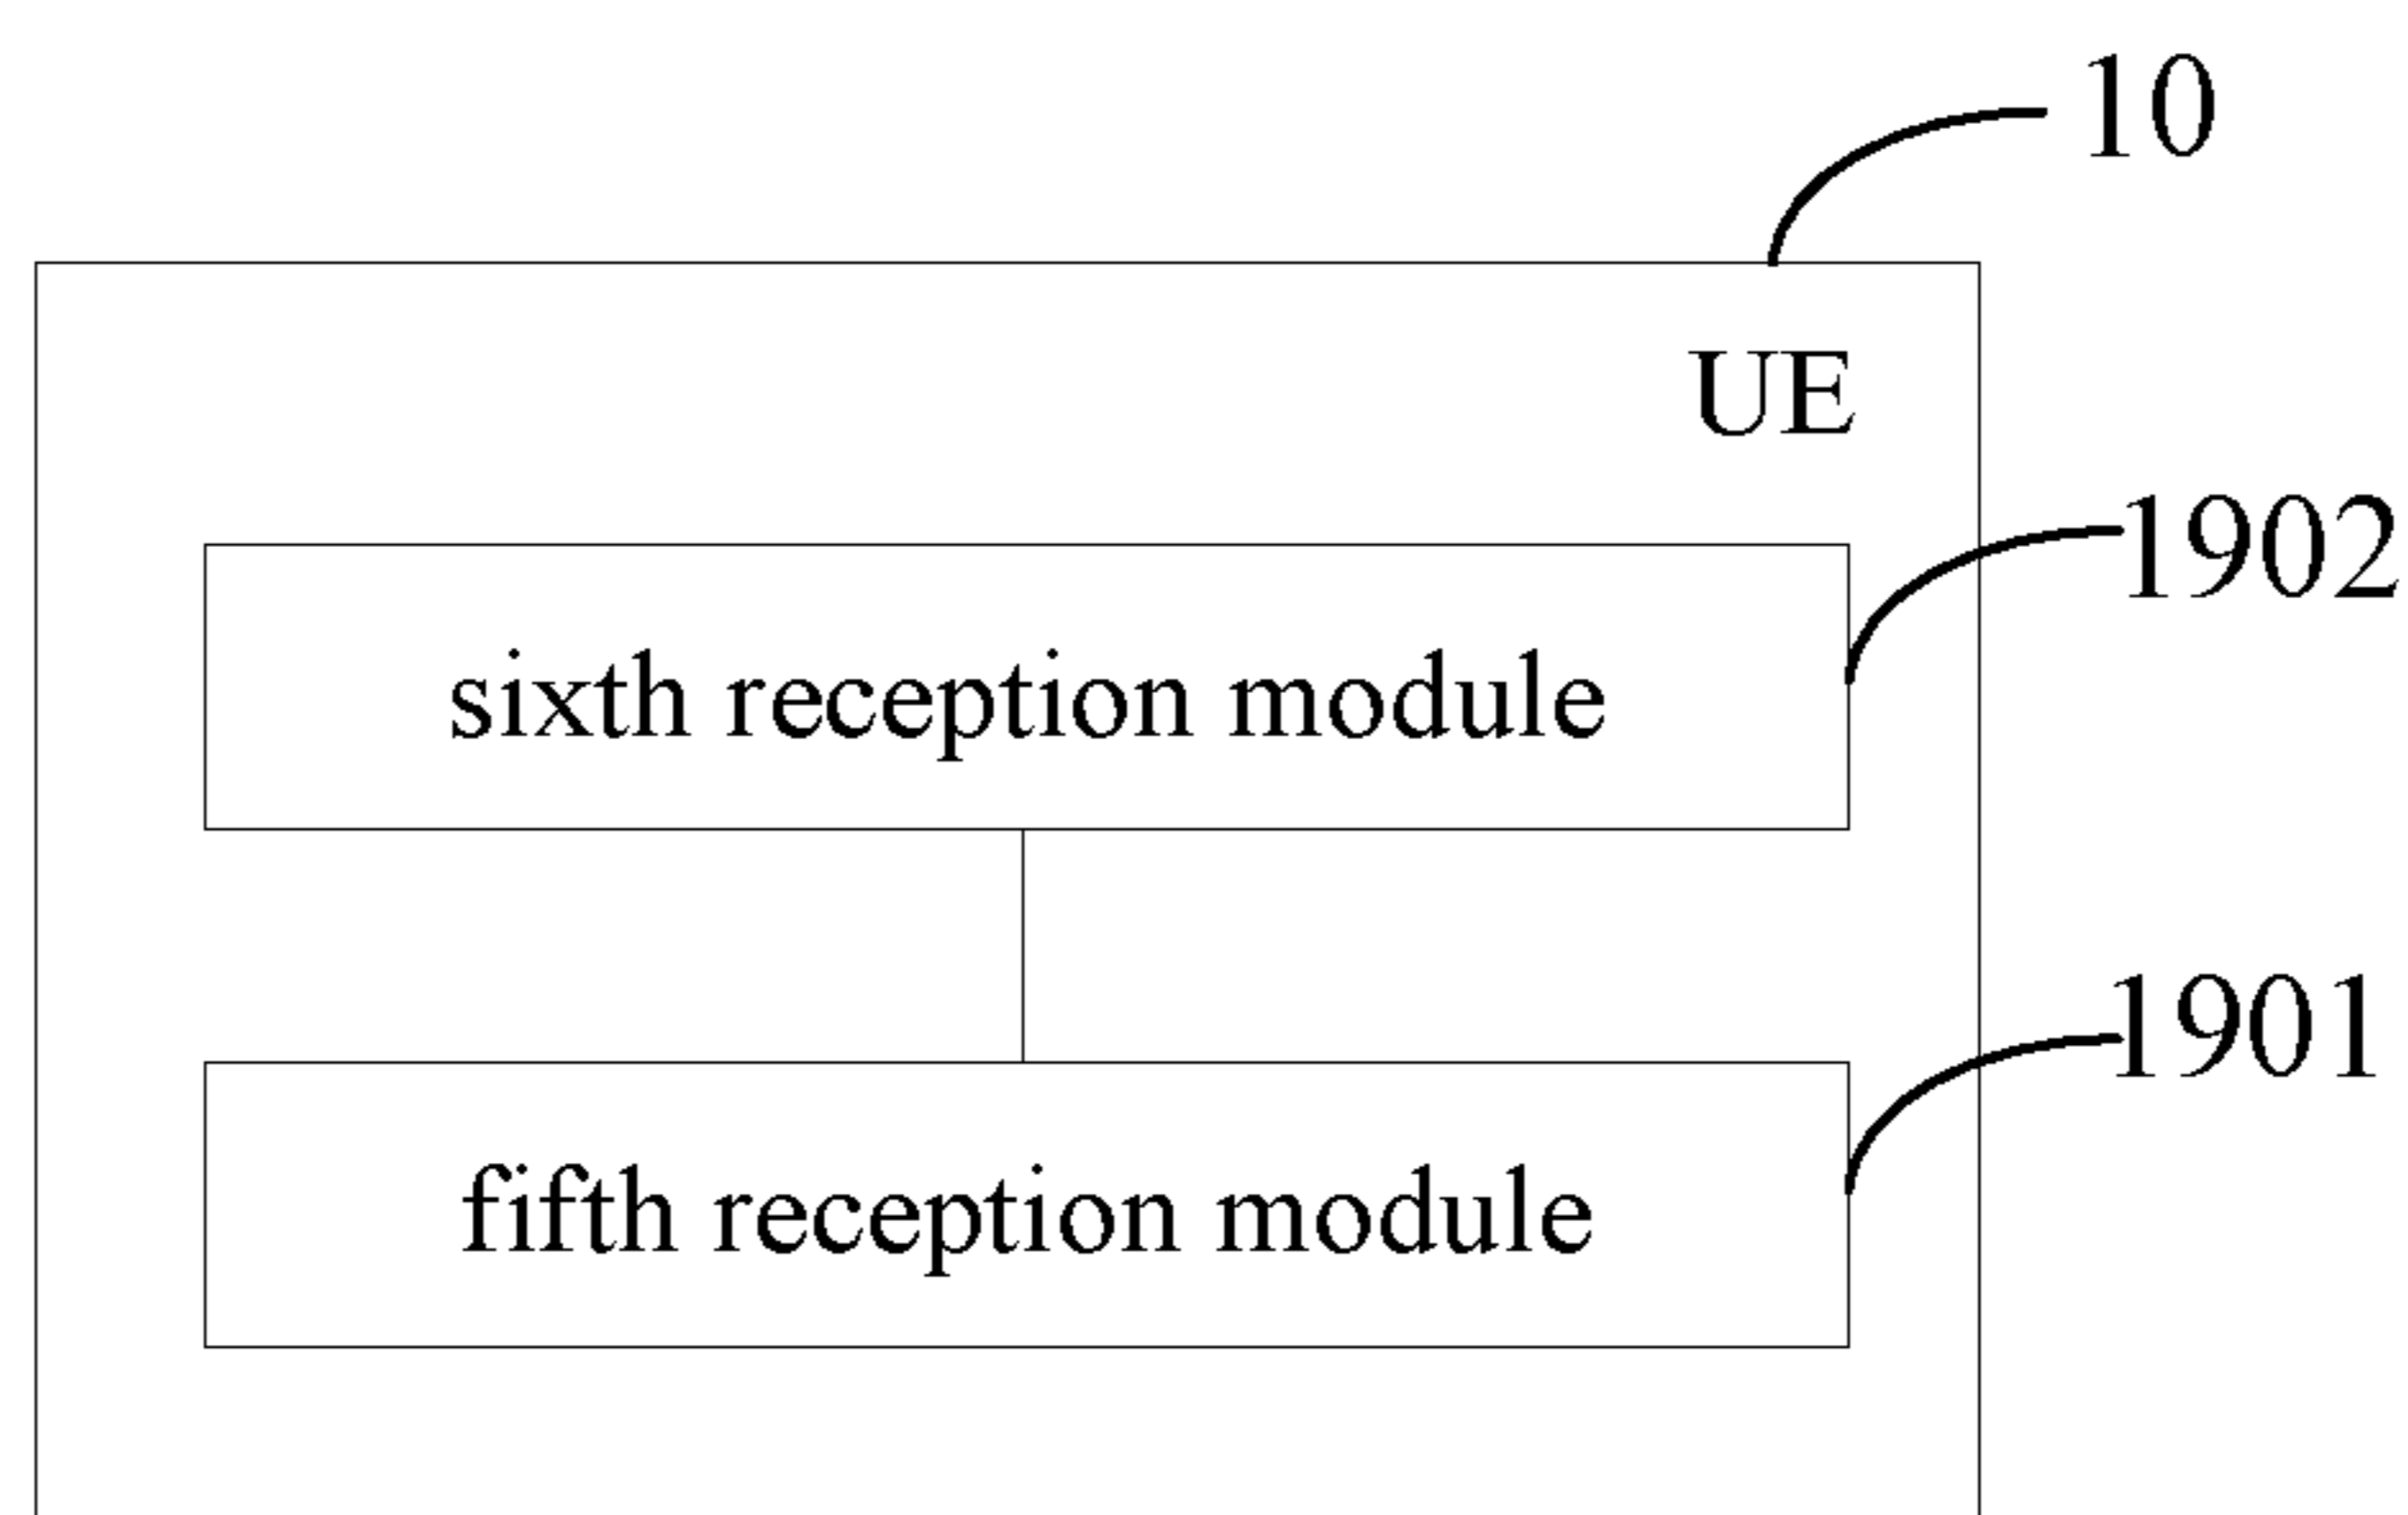 10
UE
1902
sixth reception module
1901
fifth reception module